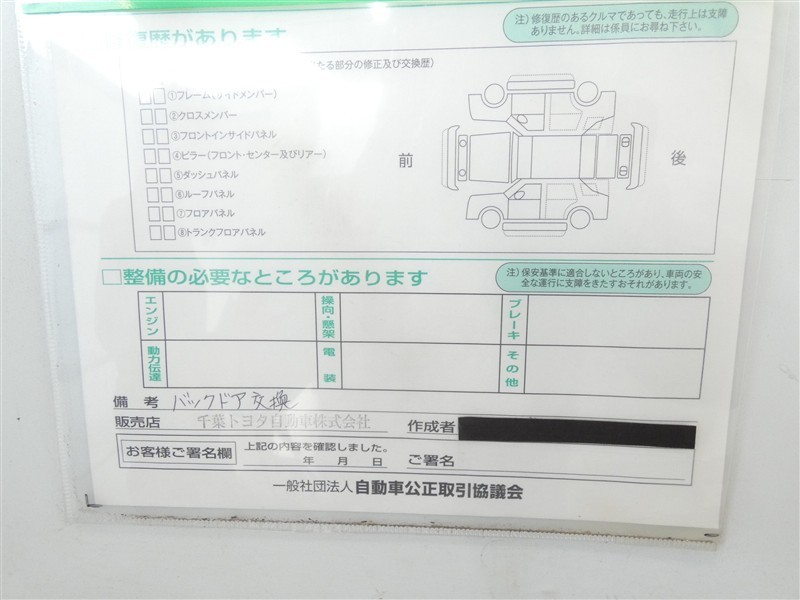 歴があります
注）修復歴のあるクルマであっても、走行上は支障
ありません。詳細は係員にお尋ね下さい。
たる部分の修正及び交換歴）
①フレーム（サイドメンバー）
②クロスメンバー
③フロントインサイドパネル
④ピラー（フロント・センター及びリアー）
⑤ダッシュパネル
⑥ルーフパネル
⑦フロアパネル
⑧トランクフロアパネル
前
後
□整備の必要なところがあります
注）保安基準に適合しないところがあり、車両の安
全な運行に支障をきたすおそれがあります。
エンジン
操向・懸架
ブレーキ
動力伝達
電装
その他
備考 バックドア交換
販売店 千葉トヨタ自動車株式会社 作成者
お客様ご署名欄 上記の内容を確認しました。
年 月 日 ご署名
一般社団法人 自動車公正取引協議会